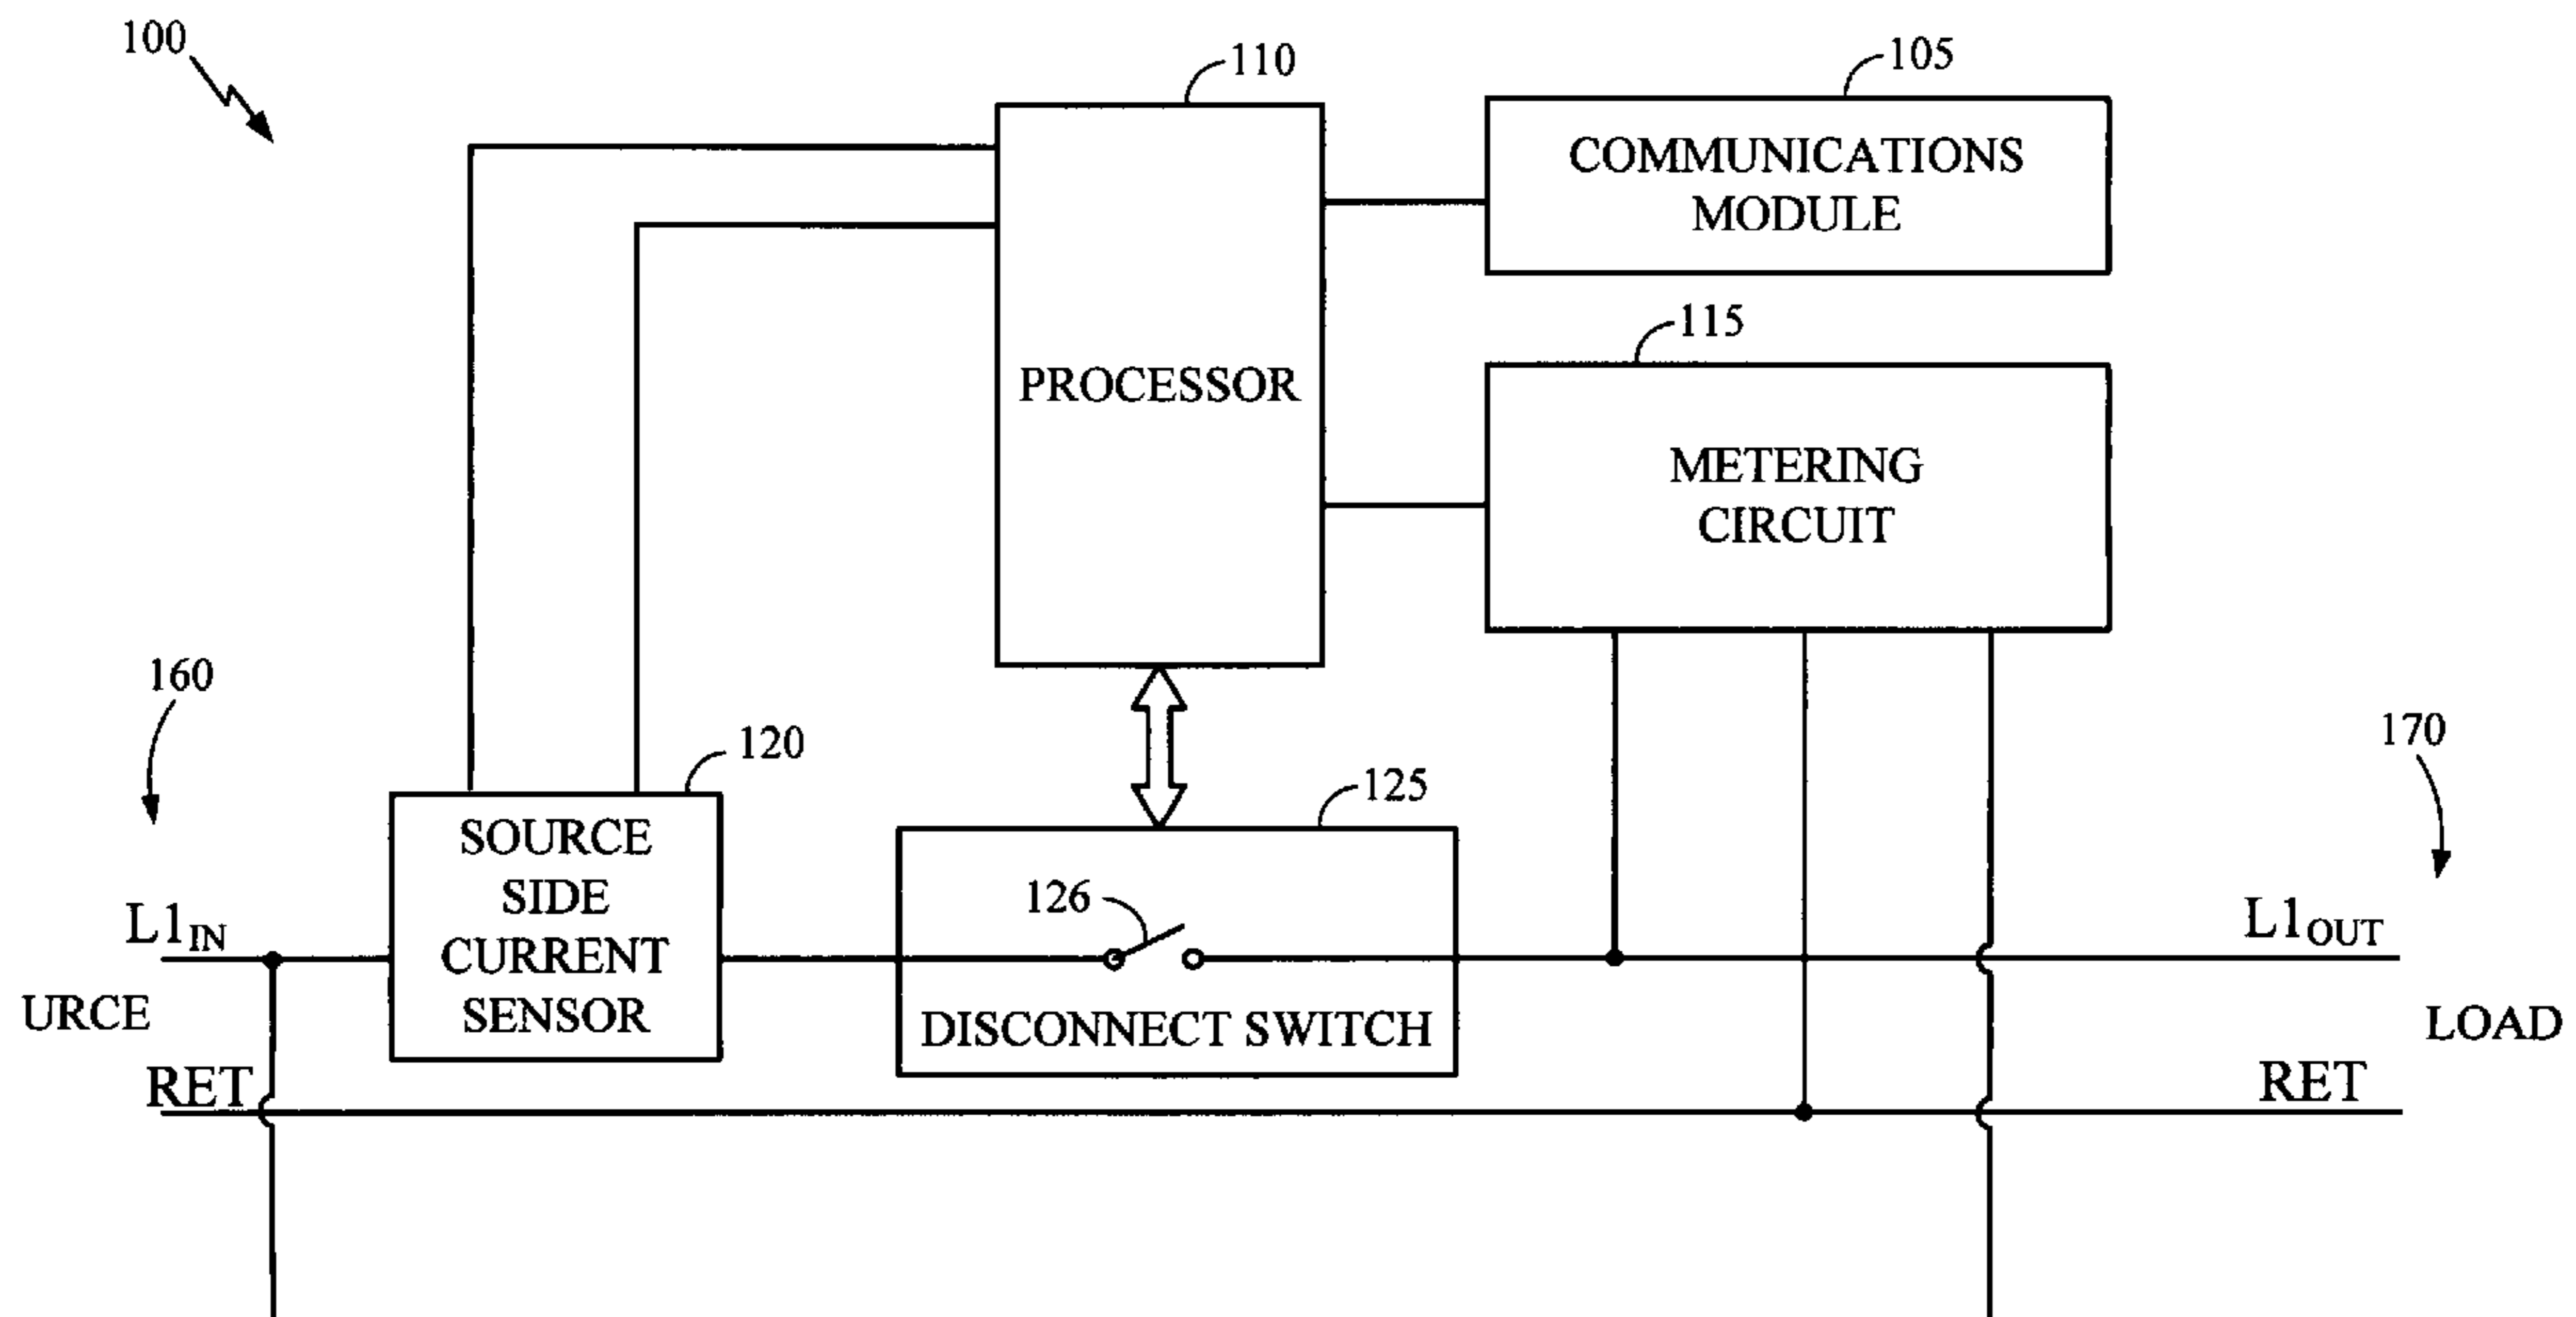 100
110
105
COMMUNICATIONS
MODULE
115
PROCESSOR
METERING
CIRCUIT
160
120
170
125
SOURCE
SIDE
CURRENT
SENSOR
126
L1IN
L1OUT
URCE
DISCONNECT SWITCH
LOAD
RET
RET